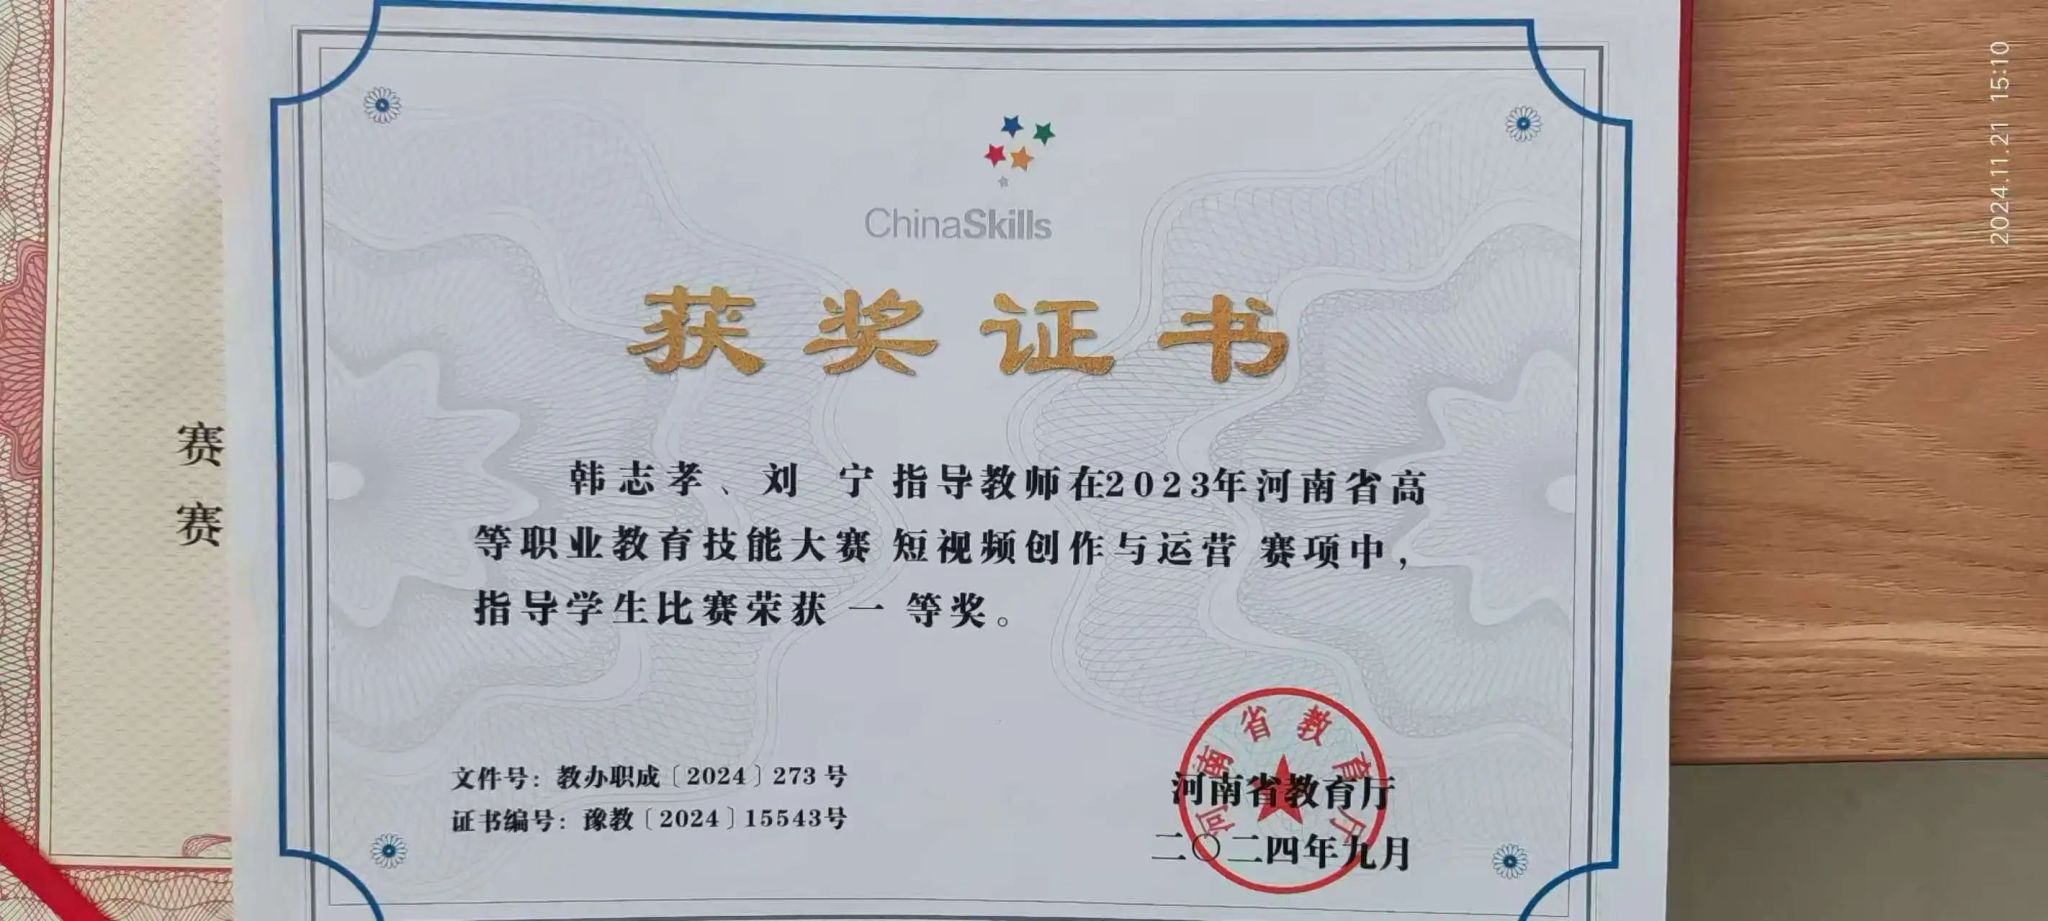 ChinaSkills
获奖证书
韩志孝、刘 宁指导教师在2023年河南省高
等职业教育技能大赛 短视频创作与运营 赛项中，
指导学生比赛荣获 一 等奖。
文件号：教办职成〔2024〕273 号
证书编号：豫教〔2024〕15543号
河南省教育厅
河南省教育厅
二〇二四年九月
赛
赛
2024.11.21 15:10